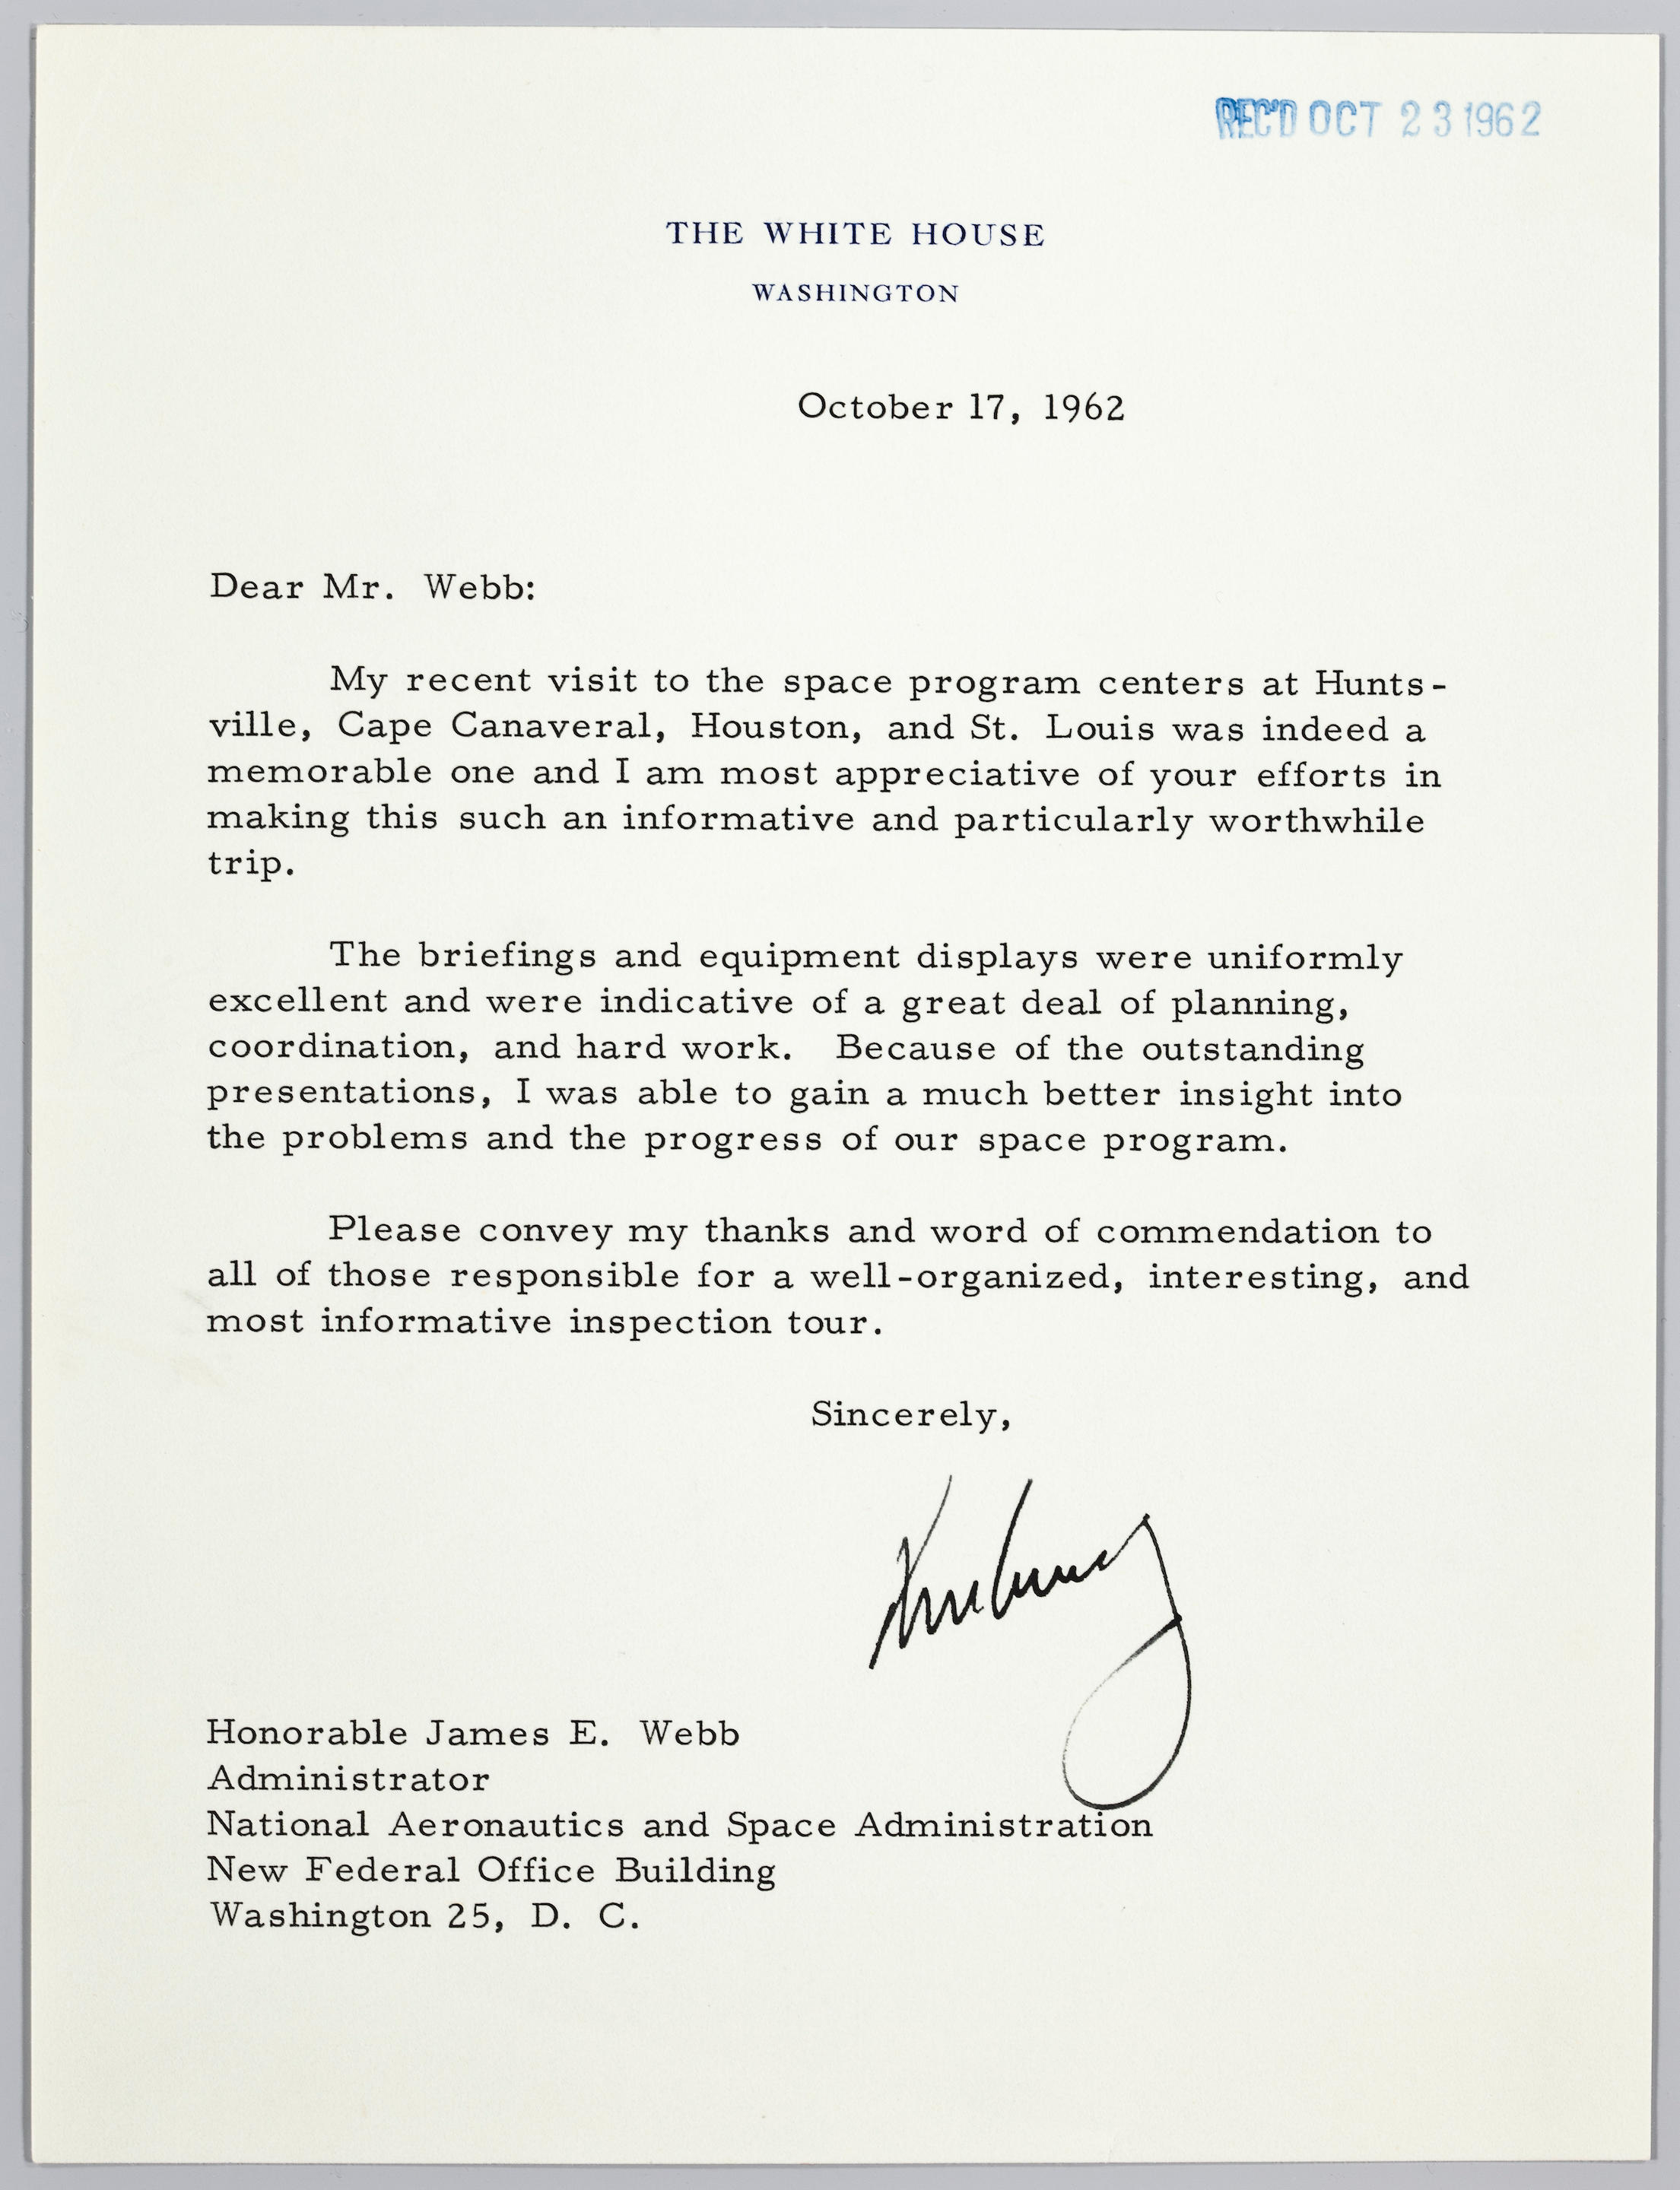 REC'D OCT 23 1962
THE WHITE HOUSE
WASHINGTON
October 17, 1962
Dear Mr. Webb:
My recent visit to the space program centers at Hunts-
ville, Cape Canaveral, Houston, and St. Louis was indeed a
memorable one and I am most appreciative of your efforts in
making this such an informative and particularly worthwhile
trip.
The briefings and equipment displays were uniformly
excellent and were indicative of a great deal of planning,
coordination, and hard work. Because of the outstanding
presentations, I was able to gain a much better insight into
the problems and the progress of our space program.
Please convey my thanks and word of commendation to
all of those responsible for a well-organized, interesting, and
most informative inspection tour.
Sincerely,
Honorable James E. Webb
Administrator
National Aeronautics and Space Administration
New Federal Office Building
Washington 25, D. C.